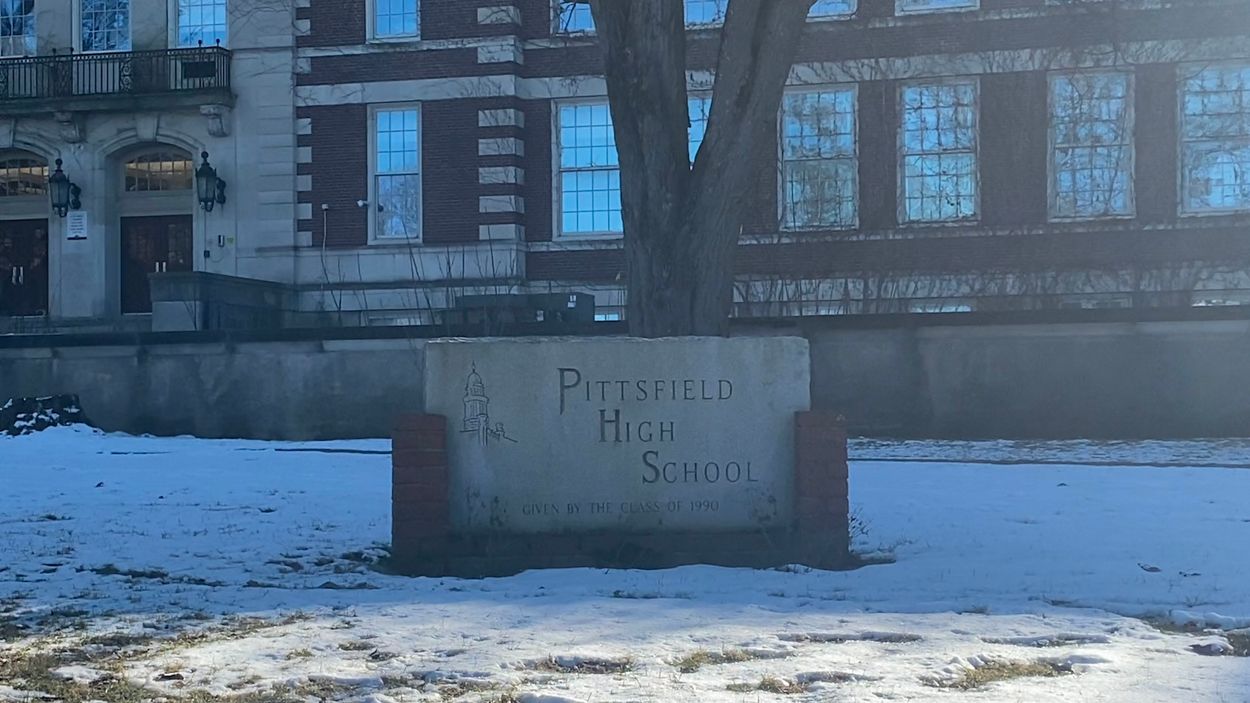 Pittsfield
High
School
GIVEN BY THE CLASS OF 1990